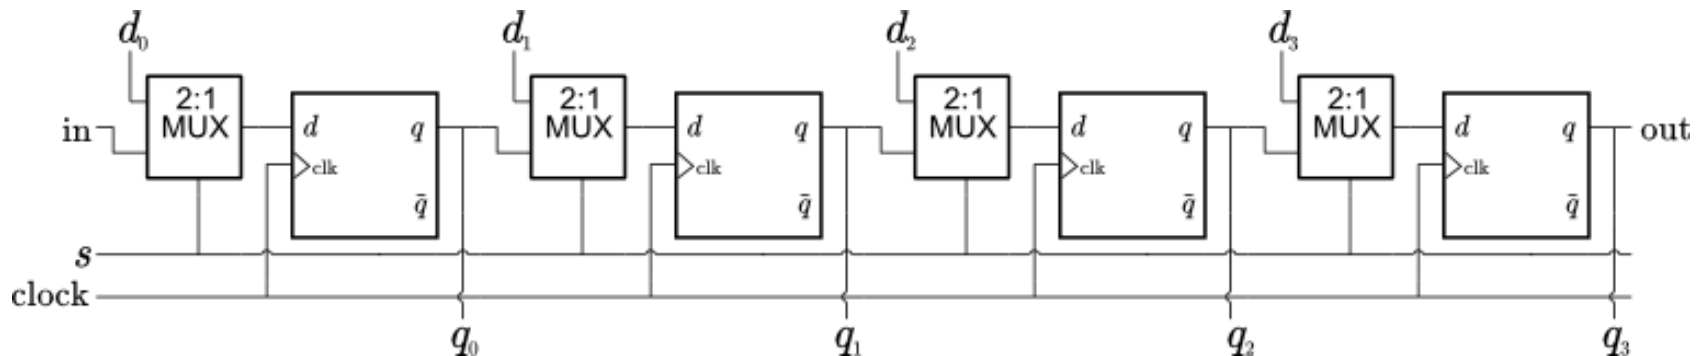 d₀ d₁ d₂ d₃
2:1 2:1 2:1 2:1
in MUX d q MUX d q MUX d q MUX d q out
clk clk clk clk
q̄ q̄ q̄ q̄
s
clock
q₀ q₁ q₂ q₃